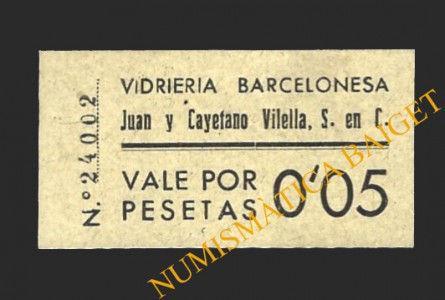 N.º 24002
VIDRIERIA BARCELONESA
Juan y Cayetano Vilella, S. en C.
VALE POR
PESETAS 0'05
NUMISMÀTICA BAIGET